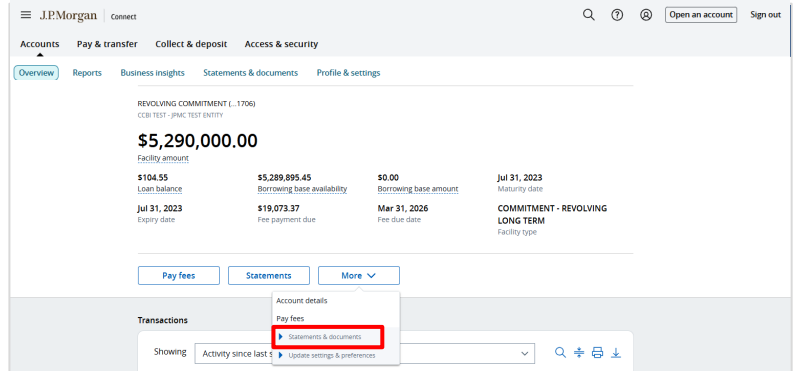 J.P.Morgan Connect Open an account Sign out
Accounts Pay & transfer Collect & deposit Access & security
Overview Reports Business insights Statements & documents Profile & settings
REVOLVING COMMITMENT (...1706)
CCBI TEST - JPMC TEST ENTITY
$5,290,000.00
Facility amount
$104.55 $5,289,895.45 $0.00 Jul 31, 2023
Loan balance Borrowing base availability Borrowing base amount Maturity date
Jul 31, 2023 $19,073.37 Mar 31, 2026 COMMITMENT - REVOLVING
Expiry date Fee payment due Fee due date LONG TERM
Facility type
Pay fees Statements More
Account details
Transactions Pay fees
Statements & documents
Showing Activity since last s
Update settings & preferences